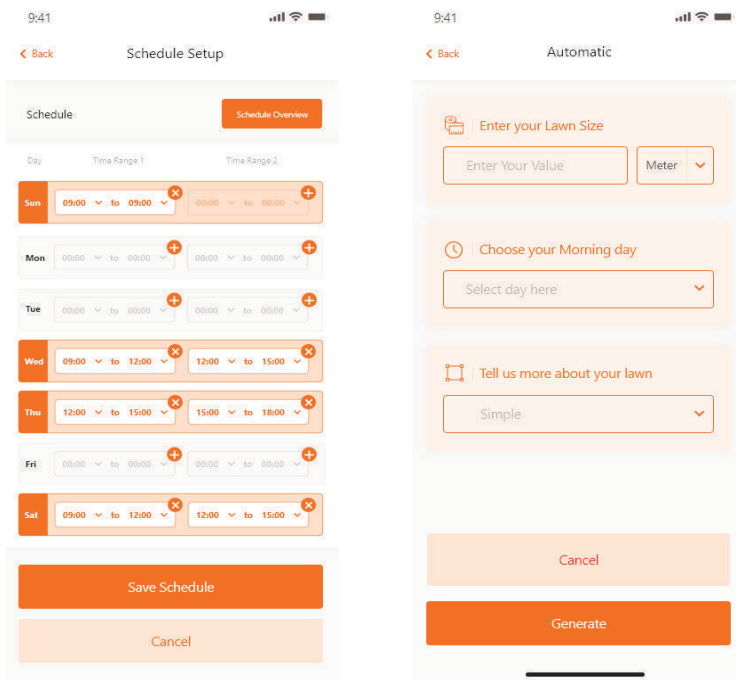 9:41
Back Schedule Setup
Schedule Schedule Overview
Day Time Range 1 Time Range 2
Sun 09:00 to 09:00 00:00 to 00:00
Mon 00:00 to 00:00 00:00 to 00:00
Tue 00:00 to 00:00 00:00 to 00:00
Wed 09:00 to 12:00 12:00 to 15:00
Thu 12:00 to 15:00 15:00 to 18:00
Fri 00:00 to 00:00 00:00 to 00:00
Sat 09:00 to 12:00 12:00 to 15:00
Save Schedule
Cancel
9:41
Back Automatic
Enter your Lawn Size
Enter Your Value Meter
Choose your Morning day
Select day here
Tell us more about your lawn
Simple
Cancel
Generate